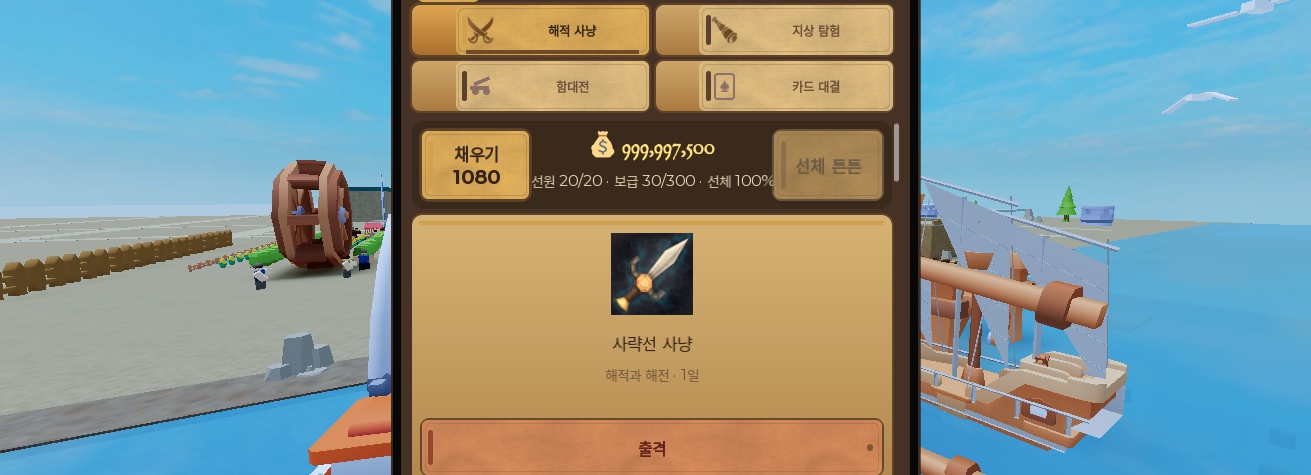 해적 사냥
지상 탐험
함대전
카드 대결
채우기
1080
999,997,500
선원 20/20 · 보급 30/300 · 선체 100%
선체 튼튼
사략선 사냥
해적과 해전 · 1일
출격